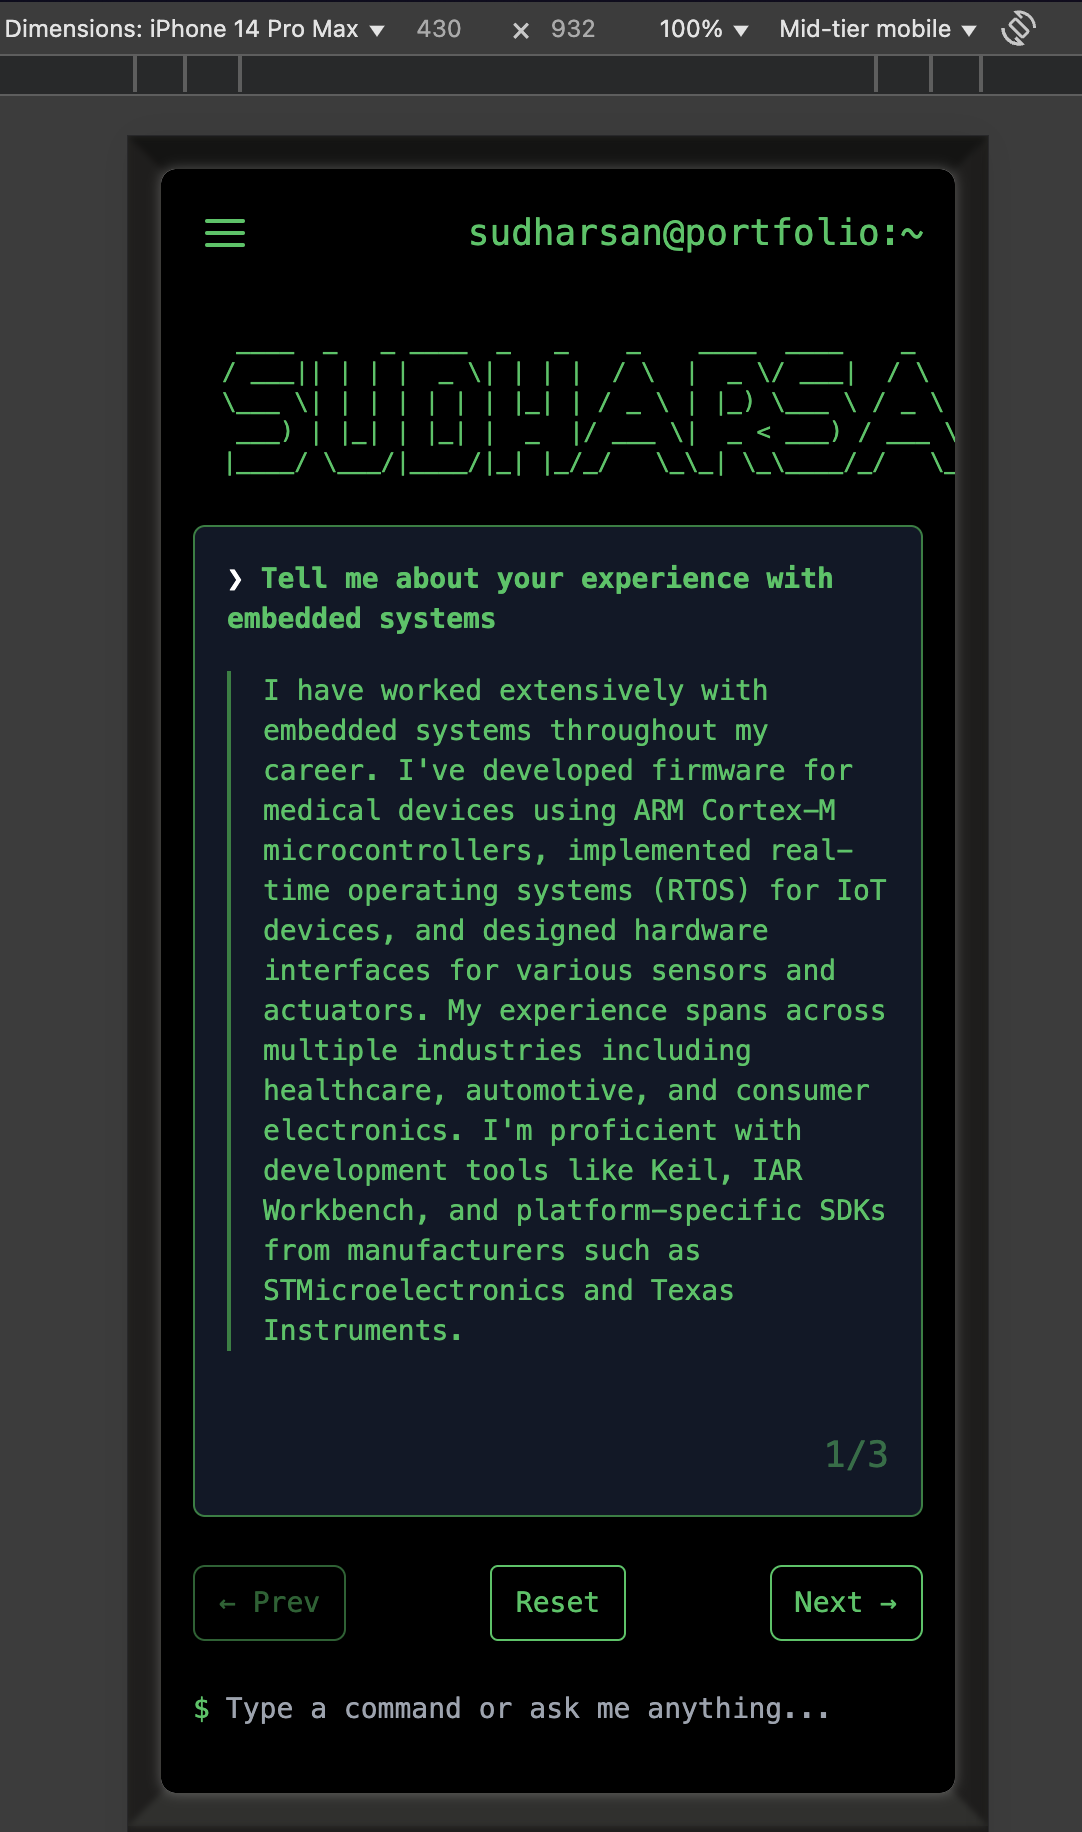 Dimensions: iPhone 14 Pro Max ▼ 430 × 932 100% ▼ Mid-tier mobile ▼
sudharsan@portfolio:~
SUDHARSA
❯ Tell me about your experience with
embedded systems
I have worked extensively with
embedded systems throughout my
career. I've developed firmware for
medical devices using ARM Cortex-M
microcontrollers, implemented real-
time operating systems (RTOS) for IoT
devices, and designed hardware
interfaces for various sensors and
actuators. My experience spans across
multiple industries including
healthcare, automotive, and consumer
electronics. I'm proficient with
development tools like Keil, IAR
Workbench, and platform-specific SDKs
from manufacturers such as
STMicroelectronics and Texas
Instruments.
1/3
← Prev Reset Next →
$ Type a command or ask me anything...